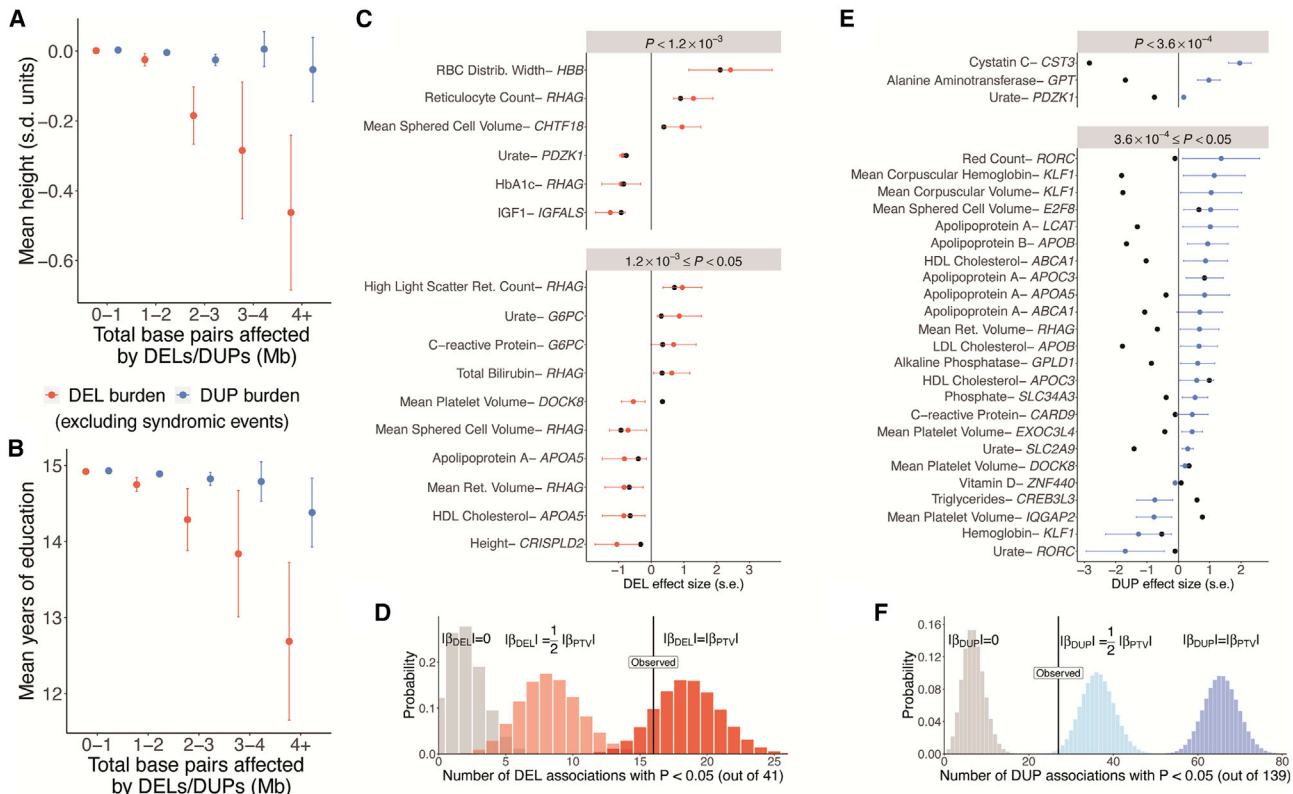 A
0.0
−0.2
−0.4
−0.6
Mean height (s.d. units)
0−1 1−2 2−3 3−4 4+
Total base pairs affected
by DELs/DUPs (Mb)
DEL burden DUP burden
(excluding syndromic events)
B
15
14
13
12
Mean years of education
0−1 1−2 2−3 3−4 4+
Total base pairs affected
by DELs/DUPs (Mb)
C
P < 1.2×10−3
RBC Distrib. Width− HBB
Reticulocyte Count− RHAG
Mean Sphered Cell Volume− CHTF18
Urate− PDZK1
HbA1c− RHAG
IGF1− IGFALS
1.2×10−3 ≤ P < 0.05
High Light Scatter Ret. Count− RHAG
Urate− G6PC
C−reactive Protein− G6PC
Total Bilirubin− RHAG
Mean Platelet Volume− DOCK8
Mean Sphered Cell Volume− RHAG
Apolipoprotein A− APOA5
Mean Ret. Volume− RHAG
HDL Cholesterol− APOA5
Height− CRISPLD2
−1 0 1 2 3
DEL effect size (s.e.)
D
|βDEL|=0 |βDEL| =1/2 |βPTV| |βDEL|=|βPTV|
Observed
0.2
0.1
0.0
Probability
0 5 10 15 20 25
Number of DEL associations with P < 0.05 (out of 41)
E
P < 3.6×10−4
Cystatin C− CST3
Alanine Aminotransferase− GPT
Urate− PDZK1
3.6×10−4 ≤ P < 0.05
Red Count− RORC
Mean Corpuscular Hemoglobin− KLF1
Mean Corpuscular Volume− KLF1
Mean Sphered Cell Volume− E2F8
Apolipoprotein A− LCAT
Apolipoprotein B− APOB
HDL Cholesterol− ABCA1
Apolipoprotein A− APOC3
Apolipoprotein A− APOA5
Apolipoprotein A− ABCA1
Mean Ret. Volume− RHAG
LDL Cholesterol− APOB
Alkaline Phosphatase− GPLD1
HDL Cholesterol− APOC3
Phosphate− SLC34A3
C−reactive Protein− CARD9
Mean Platelet Volume− EXOC3L4
Urate− SLC2A9
Mean Platelet Volume− DOCK8
Vitamin D− ZNF440
Triglycerides− CREB3L3
Mean Platelet Volume− IQGAP2
Hemoglobin− KLF1
Urate− RORC
−3 −2 −1 0 1 2
DUP effect size (s.e.)
F
|βDUP|=0 |βDUP| =1/2 |βPTV| |βDUP|=|βPTV|
Observed
0.16
0.12
0.08
0.04
0.00
Probability
0 20 40 60 80
Number of DUP associations with P < 0.05 (out of 139)